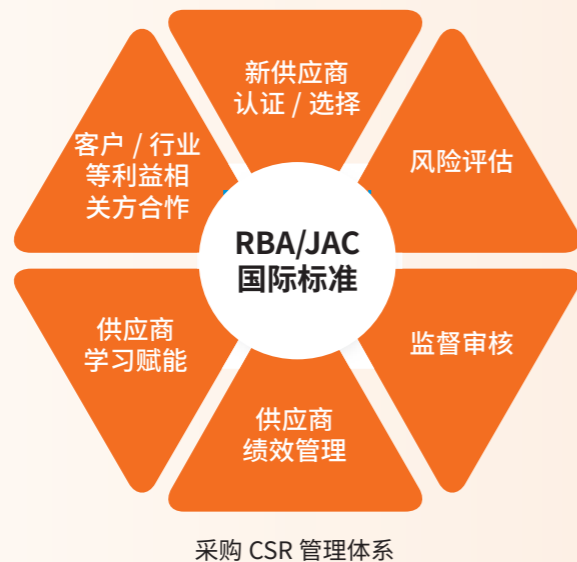 新供应商
认证 / 选择
风险评估
监督审核
供应商
绩效管理
供应商
学习赋能
客户 / 行业
等利益相
关方合作
RBA/JAC
国际标准
采购 CSR 管理体系